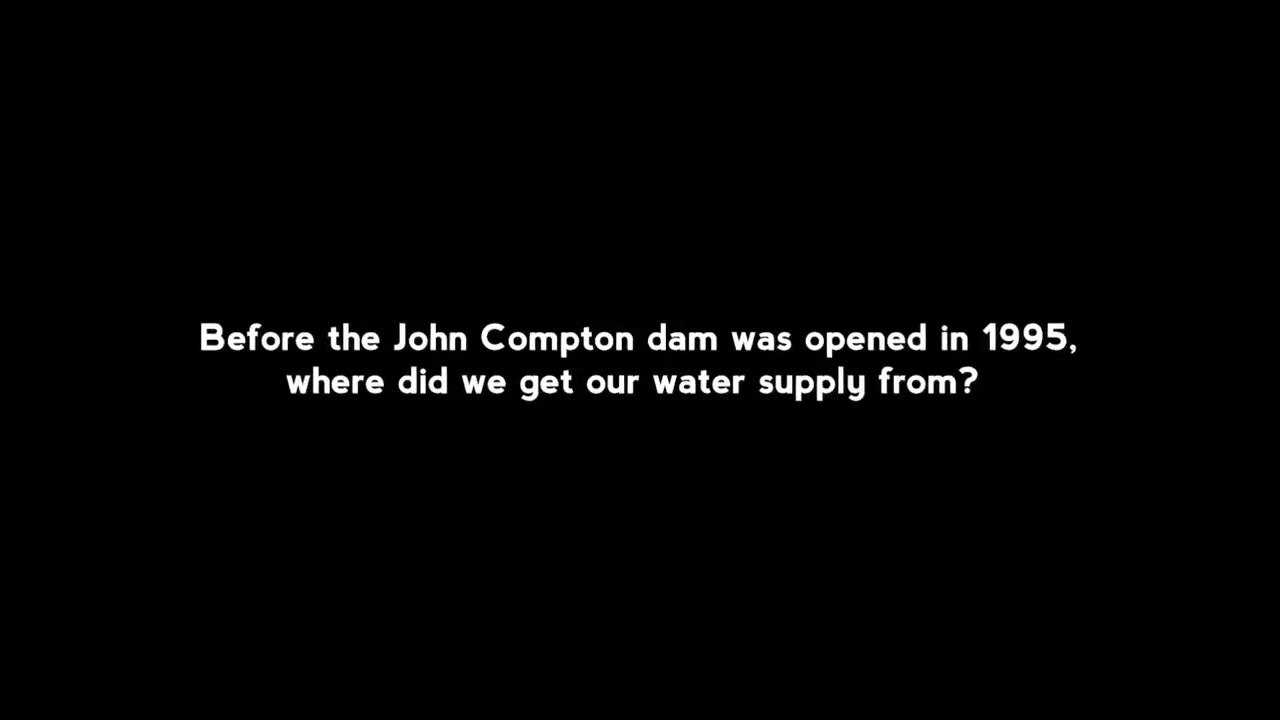 Before the John Compton dam was opened in 1995,
where did we get our water supply from?